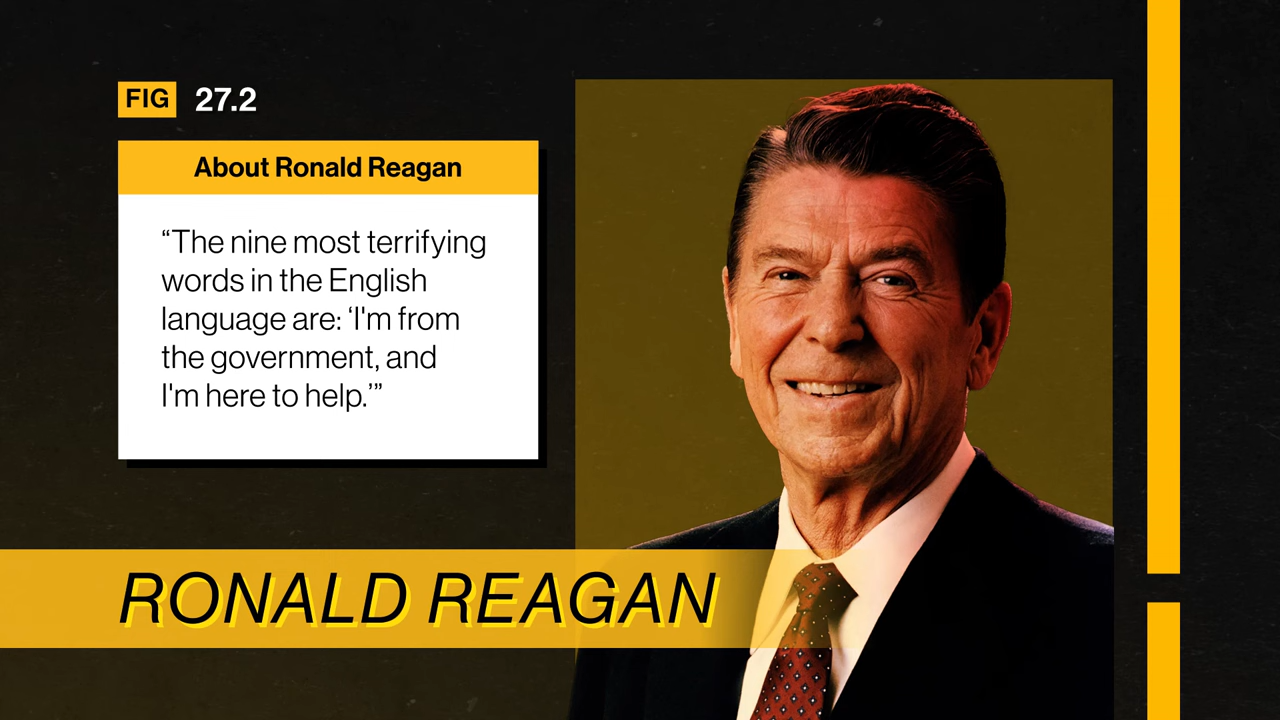 FIG 27.2
About Ronald Reagan
“The nine most terrifying
words in the English
language are: ‘I'm from
the government, and
I'm here to help.’”
RONALD REAGAN